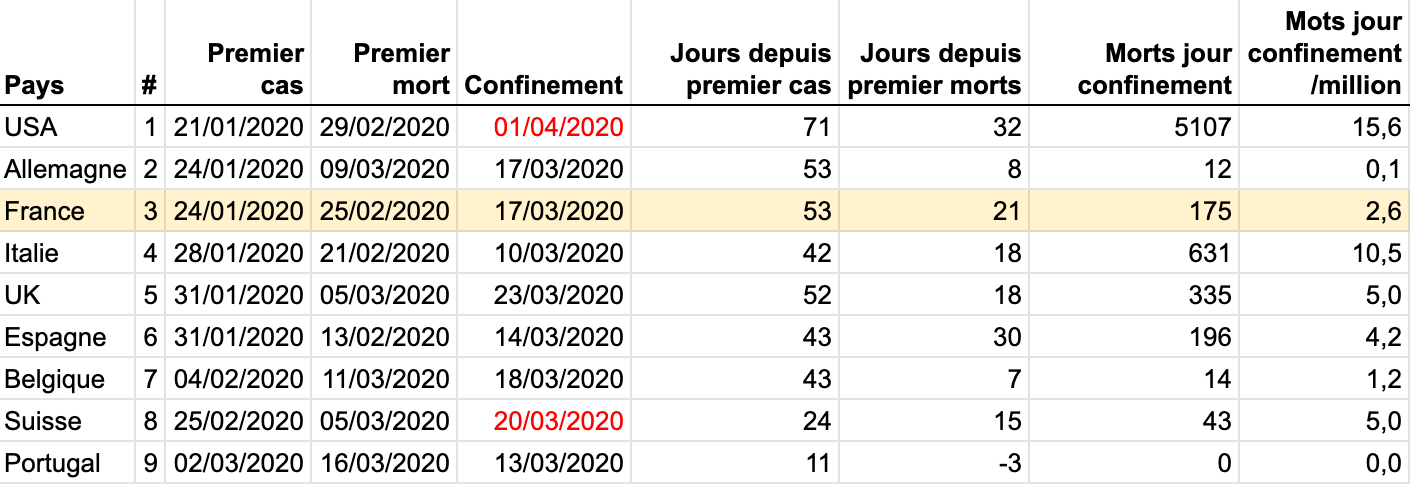 Pays # Premier cas Premier mort Confinement Jours depuis premier cas Jours depuis premier morts Morts jour confinement Mots jour confinement /million
USA 1 21/01/2020 29/02/2020 01/04/2020 71 32 5107 15,6
Allemagne 2 24/01/2020 09/03/2020 17/03/2020 53 8 12 0,1
France 3 24/01/2020 25/02/2020 17/03/2020 53 21 175 2,6
Italie 4 28/01/2020 21/02/2020 10/03/2020 42 18 631 10,5
UK 5 31/01/2020 05/03/2020 23/03/2020 52 18 335 5,0
Espagne 6 31/01/2020 13/02/2020 14/03/2020 43 30 196 4,2
Belgique 7 04/02/2020 11/03/2020 18/03/2020 43 7 14 1,2
Suisse 8 25/02/2020 05/03/2020 20/03/2020 24 15 43 5,0
Portugal 9 02/03/2020 16/03/2020 13/03/2020 11 -3 0 0,0